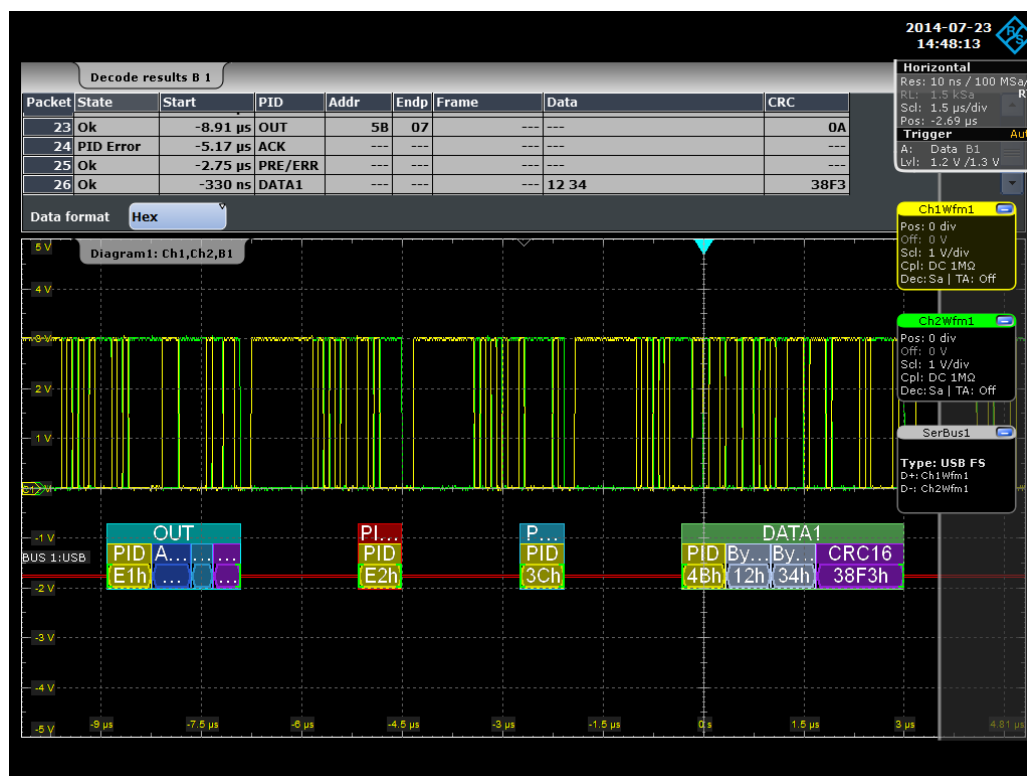 2014-07-23
14:48:13
Decode results B 1
Packet State Start PID Addr Endp Frame Data CRC
23 Ok -8.91 µs OUT 5B 07 --- --- 0A
24 PID Error -5.17 µs ACK --- --- --- --- ---
25 Ok -2.75 µs PRE/ERR --- --- --- --- ---
26 Ok -330 ns DATA1 --- --- --- 12 34 38F3
Data format Hex
Horizontal
Res: 10 ns / 100 MSa/
RL: 1.5 kSa R
Scl: 1.5 µs/div
Pos: -2.69 µs
Trigger Aut
A: Data B1
Lvl: 1.2 V /1.3 V
Ch1Wfm1
Pos: 0 div
Off: 0 V
Scl: 1 V/div
Cpl: DC 1MΩ
Dec: Sa | TA: Off
Ch2Wfm1
Pos: 0 div
Off: 0 V
Scl: 1 V/div
Cpl: DC 1MΩ
Dec: Sa | TA: Off
SerBus1
Type: USB FS
D+: Ch1Wfm1
D-: Ch2Wfm1
Diagram1: Ch1,Ch2,B1
5 V
4 V
3 V
2 V
1 V
-1 V
BUS 1:USB
-2 V
-3 V
-4 V
-5 V
OUT PI... P... DATA1
PID A... ... ... PID PID PID By... By... CRC16
E1h ... ... E2h 3Ch 4Bh 12h 34h 38F3h
-9 µs -7.5 µs -6 µs -4.5 µs -3 µs -1.5 µs 0 s 1.5 µs 3 µs 4.81 µs